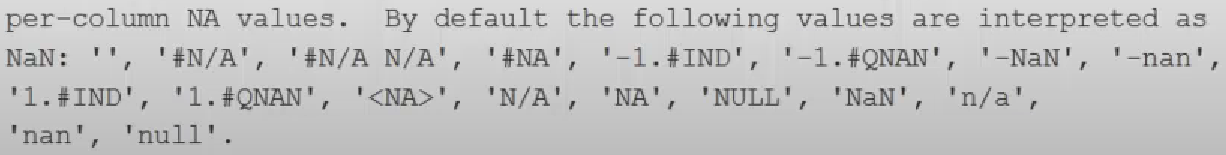 per-column NA values.  By default the following values are interpreted as
NaN: '', '#N/A', '#N/A N/A', '#NA', '-1.#IND', '-1.#QNAN', '-NaN', '-nan',
'1.#IND', '1.#QNAN', '<NA>', 'N/A', 'NA', 'NULL', 'NaN', 'n/a',
'nan', 'null'.